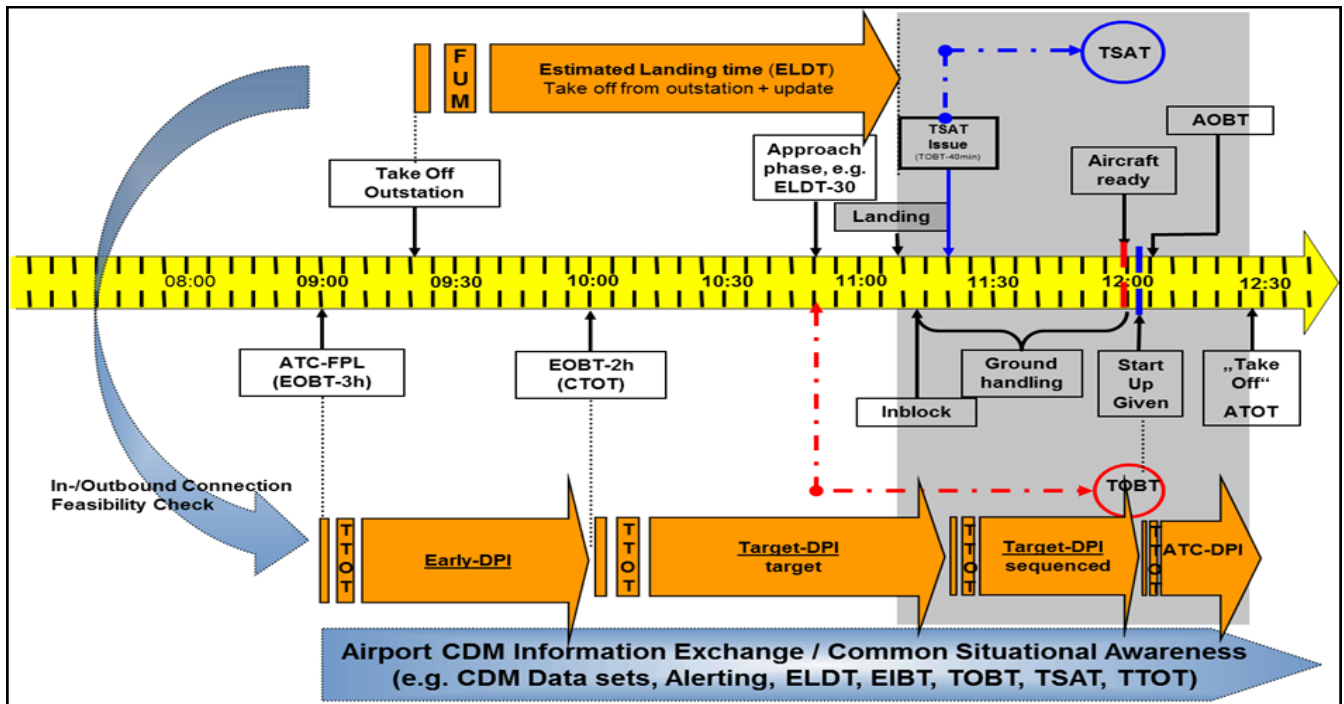 FUM
Estimated Landing time (ELDT)
Take off from outstation + update
TSAT
TSAT
Issue
(TOBT-40min)
AOBT
Approach
phase, e.g.
ELDT-30
Aircraft
ready
Take Off
Outstation
Landing
08:00
09:00
09:30
10:00
10:30
11:00
11:30
12:00
12:30
ATC-FPL
(EOBT-3h)
EOBT-2h
(CTOT)
Ground
handling
Inblock
Start
Up
Given
„Take
Off“
ATOT
In-/Outbound Connection
Feasibility Check
TOBT
TTOT
Early-DPI
TTOT
Target-DPI
target
TTOT
Target-DPI
sequenced
TTOT
ATC-DPI
Airport CDM Information Exchange / Common Situational Awareness
(e.g. CDM Data sets, Alerting, ELDT, EIBT, TOBT, TSAT, TTOT)